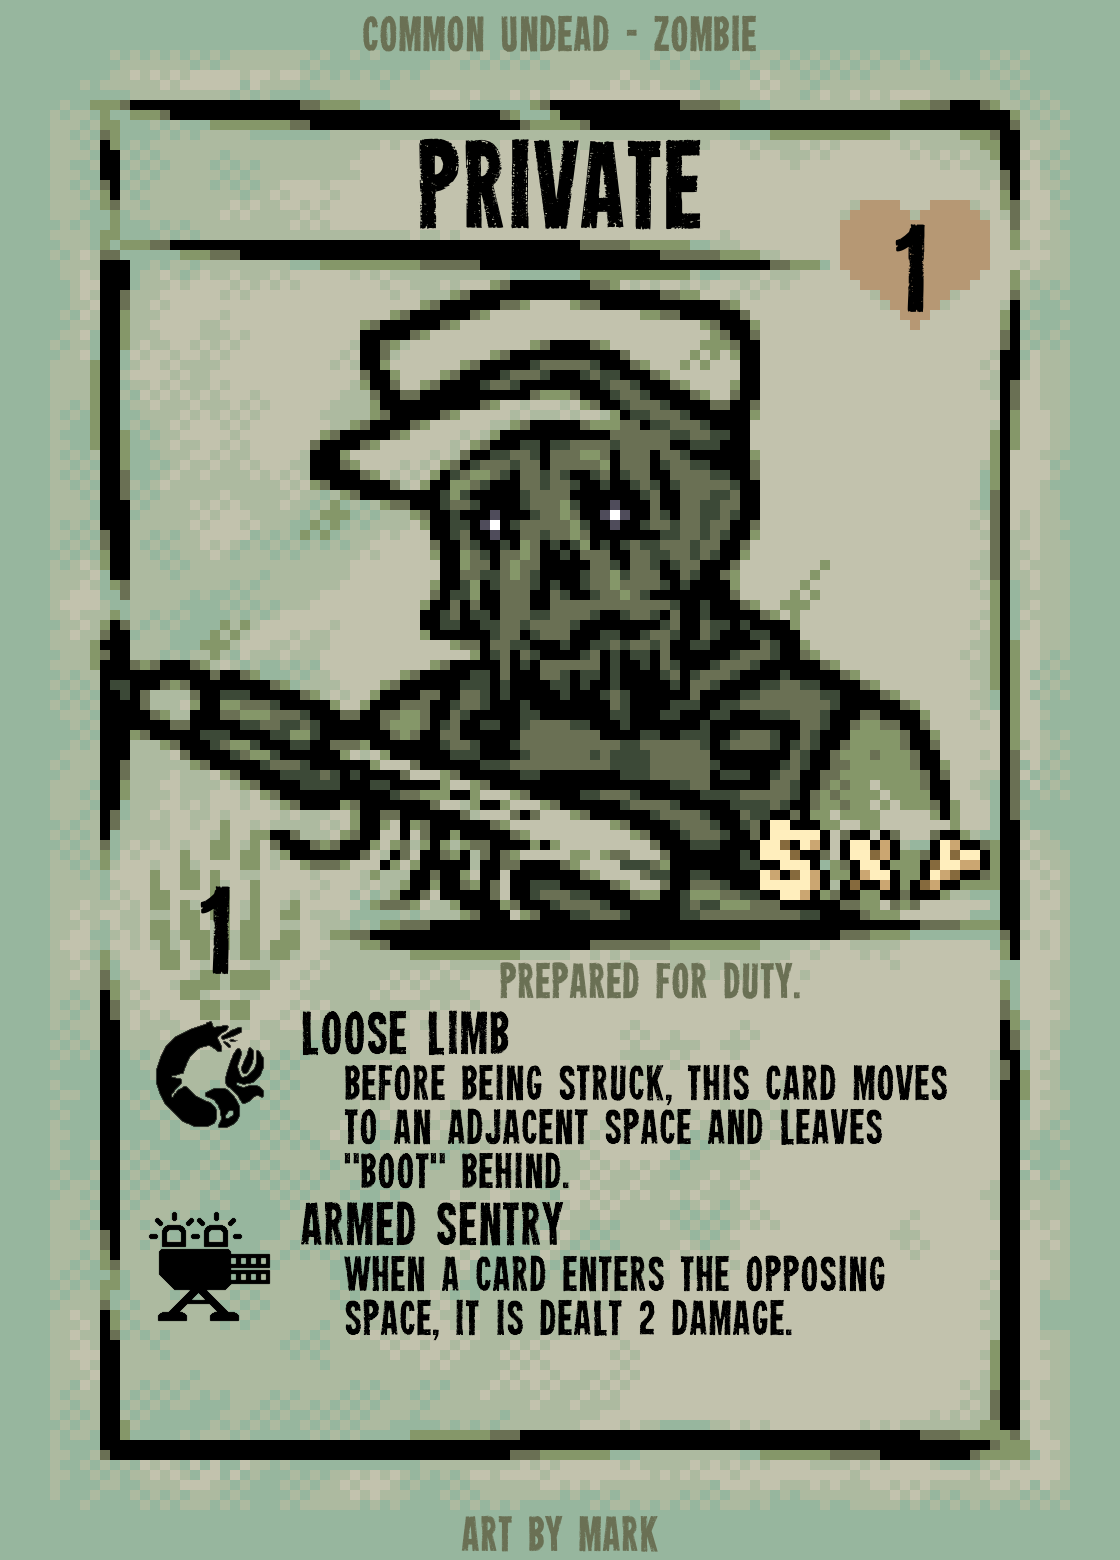 COMMON UNDEAD - ZOMBIE
PRIVATE
1
5 X
1
PREPARED FOR DUTY.
LOOSE LIMB
BEFORE BEING STRUCK, THIS CARD MOVES
TO AN ADJACENT SPACE AND LEAVES
"BOOT" BEHIND.
ARMED SENTRY
WHEN A CARD ENTERS THE OPPOSING
SPACE, IT IS DEALT 2 DAMAGE.
ART BY MARK